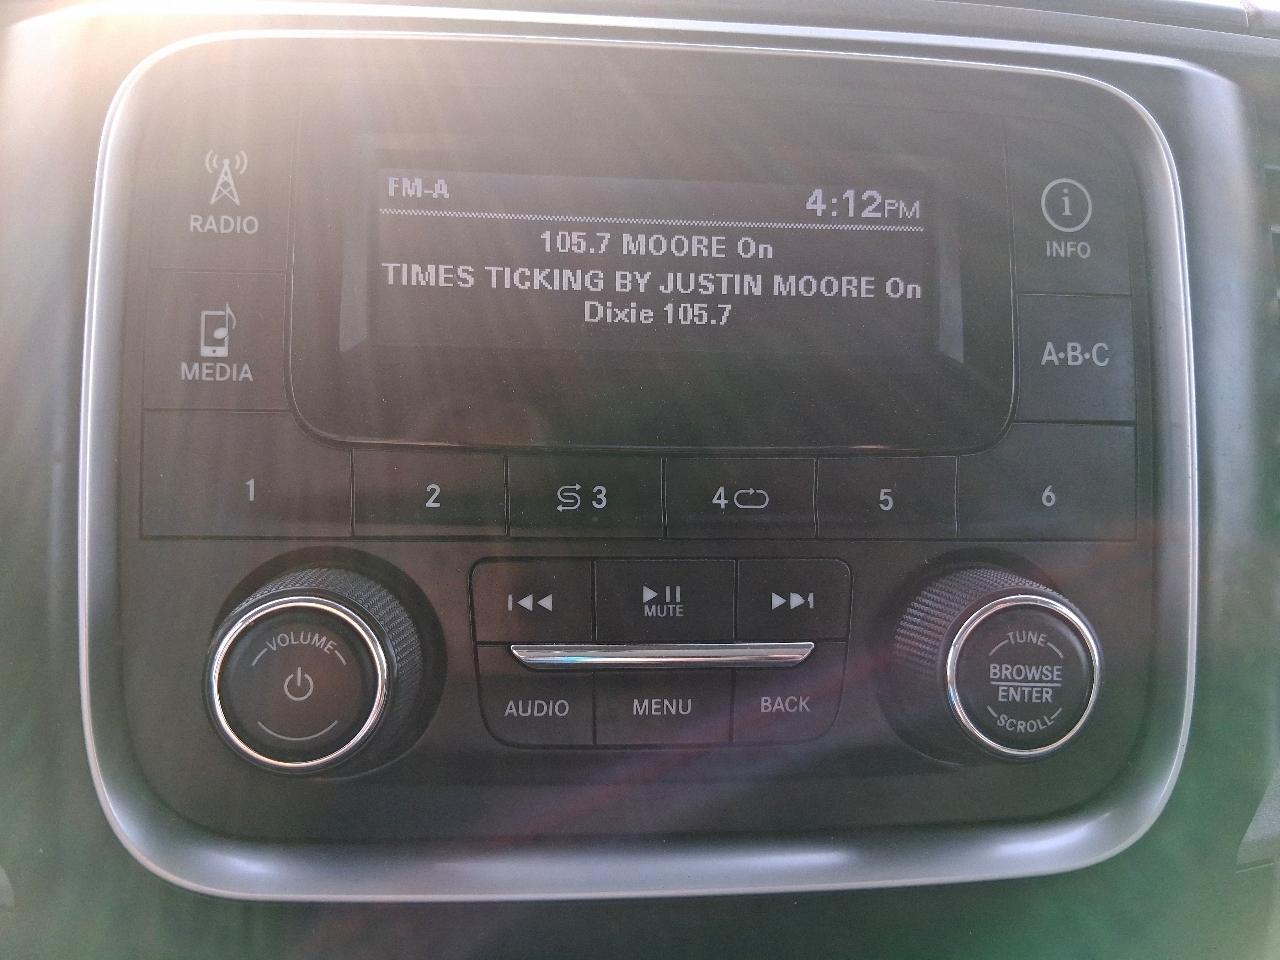 RADIO
FM-A
4:12PM
INFO
105.7 MOORE On
TIMES TICKING BY JUSTIN MOORE On
Dixie 105.7
MEDIA
A·B·C
1
2
3
4
5
6
MUTE
VOLUME
TUNE
BROWSE
ENTER
SCROLL
AUDIO
MENU
BACK